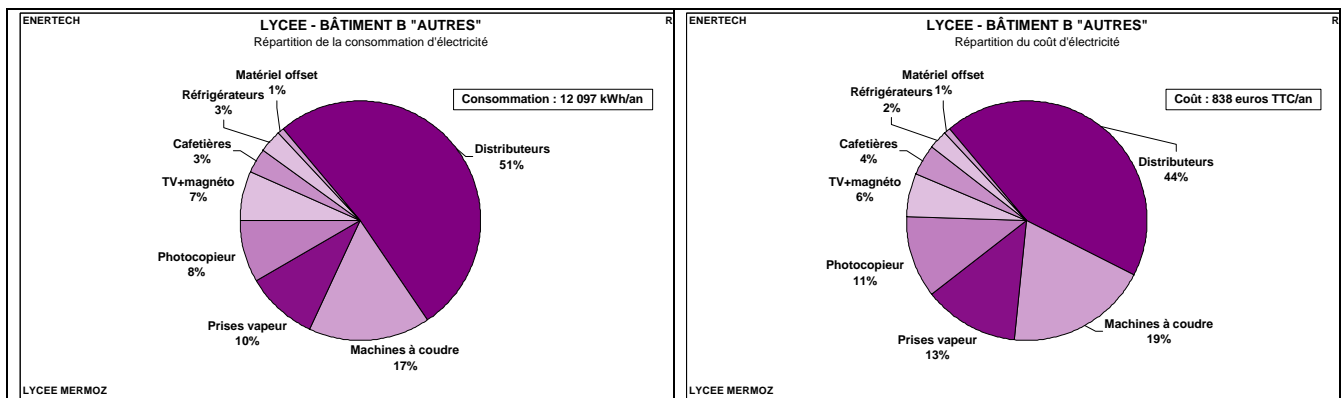 ENERTECH
R
LYCEE - BÂTIMENT B "AUTRES"
Répartition de la consommation d'électricité
Consommation : 12 097 kWh/an
Matériel offset
1%
Réfrigérateurs
3%
Cafetières
3%
TV+magnéto
7%
Photocopieur
8%
Prises vapeur
10%
Machines à coudre
17%
Distributeurs
51%
LYCEE MERMOZ
ENERTECH
R
LYCEE - BÂTIMENT B "AUTRES"
Répartition du coût d'électricité
Coût : 838 euros TTC/an
Matériel offset
1%
Réfrigérateurs
2%
Cafetières
4%
TV+magnéto
6%
Photocopieur
11%
Prises vapeur
13%
Machines à coudre
19%
Distributeurs
44%
LYCEE MERMOZ